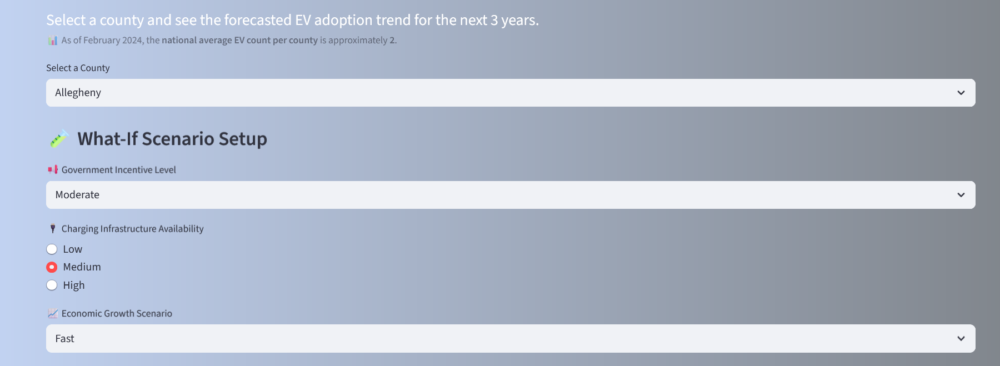 Select a county and see the forecasted EV adoption trend for the next 3 years.
As of February 2024, the national average EV count per county is approximately 2.
Select a County
Allegheny
What-If Scenario Setup
Government Incentive Level
Moderate
Charging Infrastructure Availability
Low
Medium
High
Economic Growth Scenario
Fast